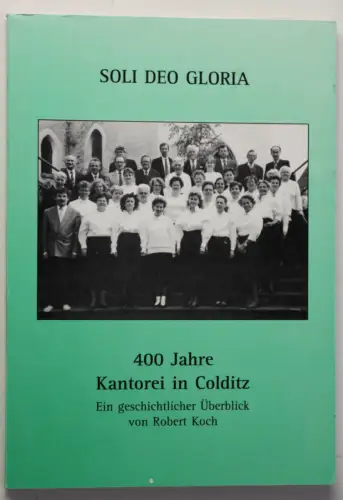 SOLI DEO GLORIA
400 Jahre
Kantorei in Colditz
Ein geschichtlicher Überblick
von Robert Koch